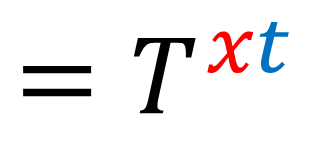 = T^{xt}